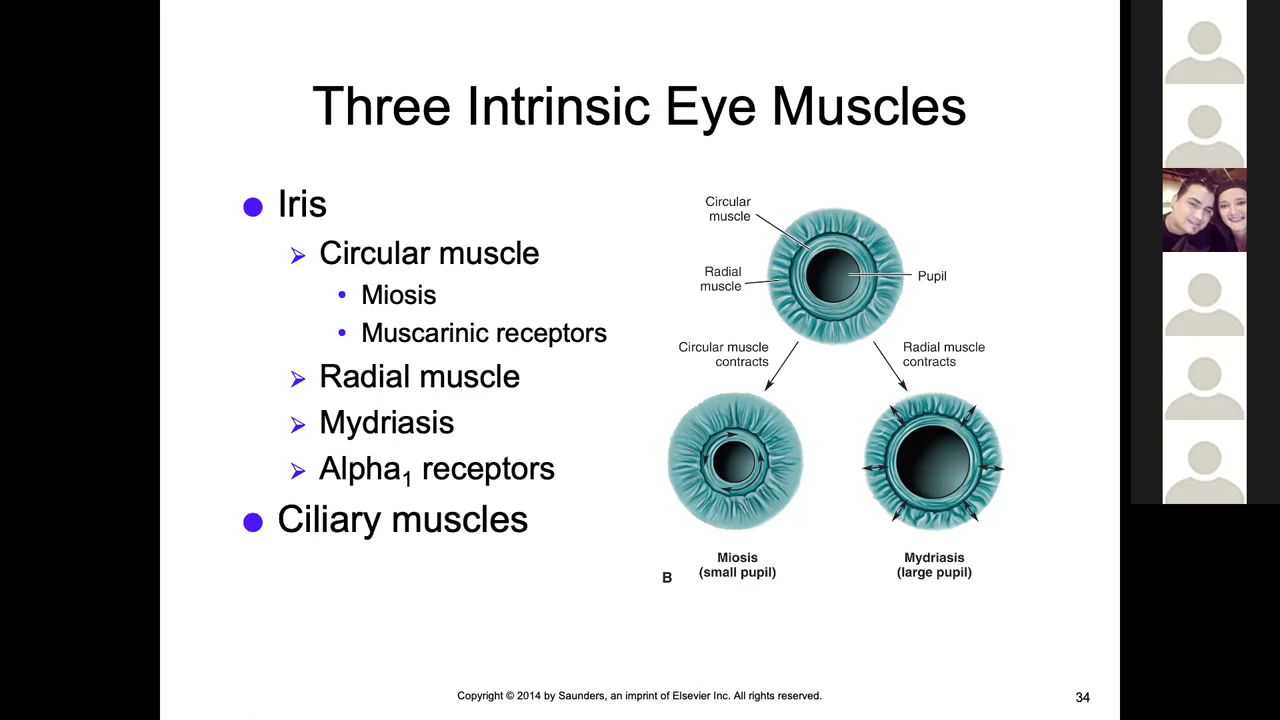 Three Intrinsic Eye Muscles
Iris
Circular muscle
Miosis
Muscarinic receptors
Radial muscle
Mydriasis
Alpha1 receptors
Ciliary muscles
Circular
muscle
Radial
muscle
Pupil
Circular muscle
contracts
Radial muscle
contracts
Miosis
(small pupil)
Mydriasis
(large pupil)
B
Copyright © 2014 by Saunders, an imprint of Elsevier Inc. All rights reserved.
34